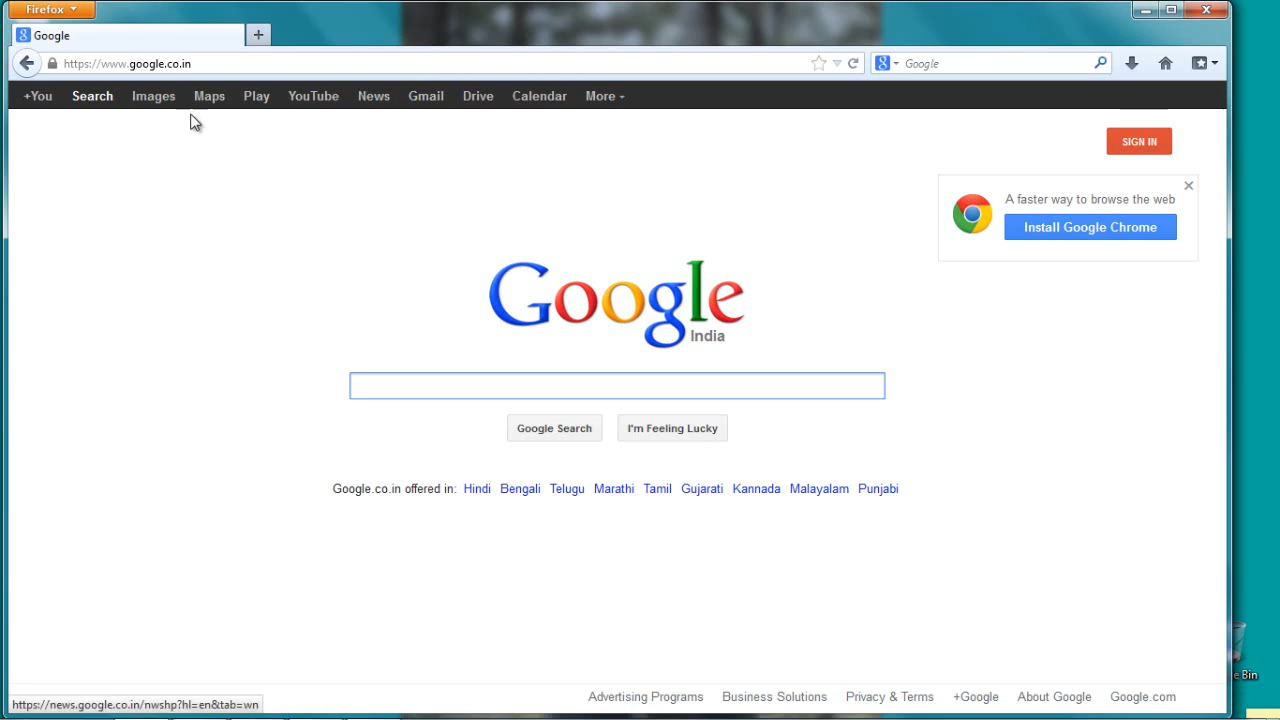 Firefox
Google
https://www.google.co.in
Google
+You Search Images Maps Play YouTube News Gmail Drive Calendar More
SIGN IN
A faster way to browse the web
Install Google Chrome
Google
India
Google Search I'm Feeling Lucky
Google.co.in offered in: Hindi Bengali Telugu Marathi Tamil Gujarati Kannada Malayalam Punjabi
e Bin
Advertising Programs Business Solutions Privacy & Terms +Google About Google Google.com
https://news.google.co.in/nwshp?hl=en&tab=wn